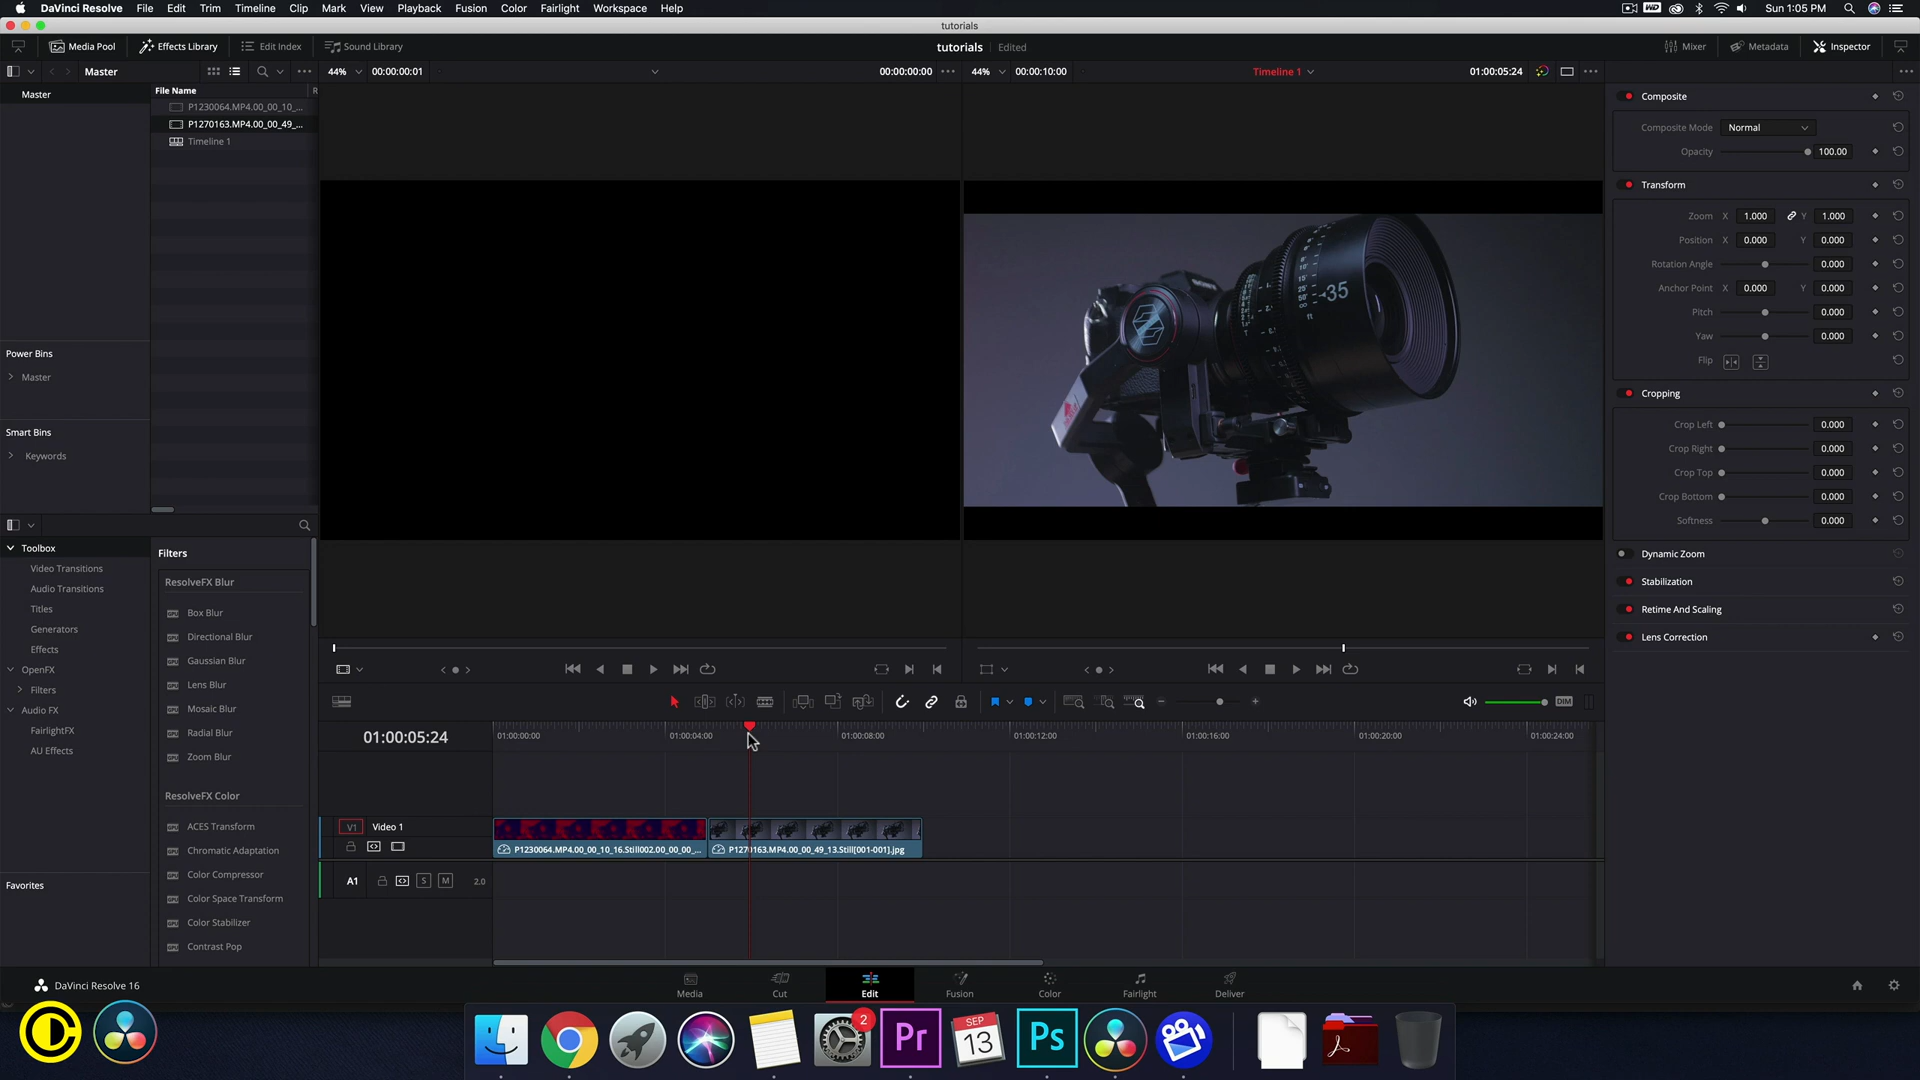 DaVinci Resolve File Edit Trim Timeline Clip Mark View Playback Fusion Color Fairlight Workspace Help Sun 1:05 PM
tutorials
Media Pool Effects Library Edit Index Sound Library tutorials Edited Mixer Metadata Inspector
Master 44% 00:00:00:01 00:00:00:00 44% 00:00:10:00 Timeline 1 01:00:05:24
Master
File Name R
P1230064.MP4.00_00_10_...
P1270163.MP4.00_00_49_...
Timeline 1
Power Bins
Master
Smart Bins
Keywords
Composite
Composite Mode Normal
Opacity 100.00
Transform
Zoom X 1.000 Y 1.000
Position X 0.000 Y 0.000
Rotation Angle 0.000
Anchor Point X 0.000 Y 0.000
Pitch 0.000
Yaw 0.000
Flip
Cropping
Crop Left 0.000
Crop Right 0.000
Crop Top 0.000
Crop Bottom 0.000
Softness 0.000
Dynamic Zoom
Stabilization
Retime And Scaling
Lens Correction
35
ft
Toolbox
Video Transitions
Audio Transitions
Titles
Generators
Effects
OpenFX
Filters
Audio FX
FairlightFX
AU Effects
Favorites
Filters
ResolveFX Blur
Box Blur
Directional Blur
Gaussian Blur
Lens Blur
Mosaic Blur
Radial Blur
Zoom Blur
ResolveFX Color
ACES Transform
Chromatic Adaptation
Color Compressor
Color Space Transform
Color Stabilizer
Contrast Pop
DIM
01:00:05:24 01:00:00:00 01:00:04:00 01:00:08:00 01:00:12:00 01:00:16:00 01:00:20:00 01:00:24:00
V1 Video 1
P1230064.MP4.00_00_10_16.Still002.00_00_00_... P1270163.MP4.00_00_49_13.Still[001-001].jpg
A1 S M 2.0
DaVinci Resolve 16 Media Cut Edit Fusion Color Fairlight Deliver
2 Pr SEP 13 Ps